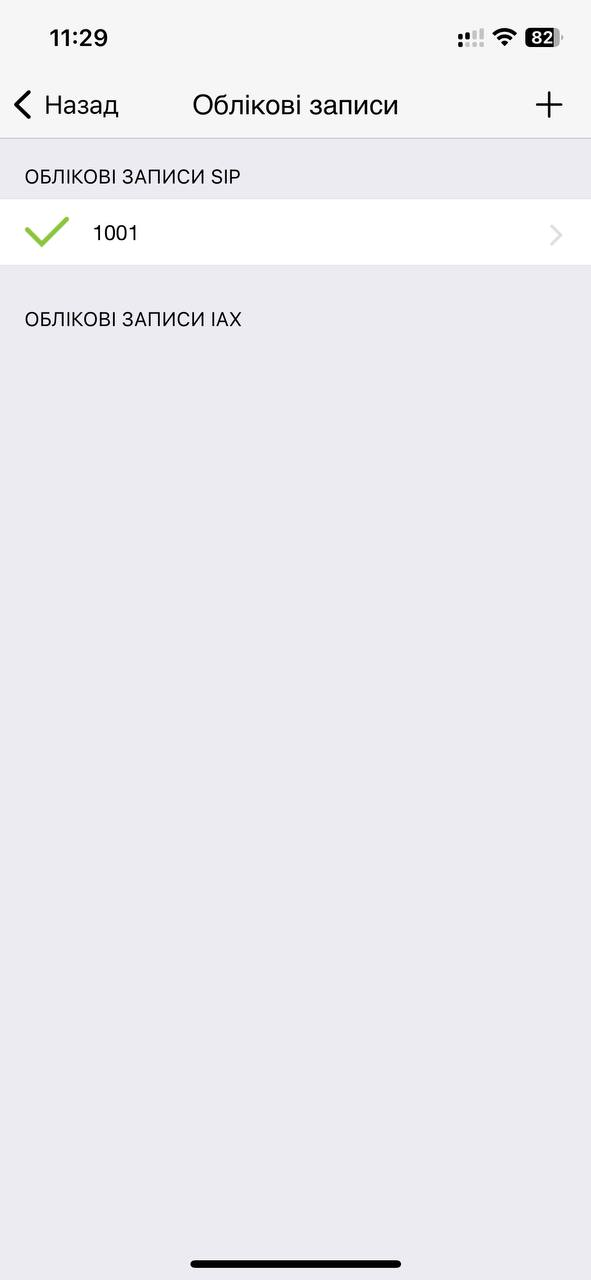 11:29
82
Назад
Облікові записи
ОБЛІКОВІ ЗАПИСИ SIP
1001
ОБЛІКОВІ ЗАПИСИ IAX